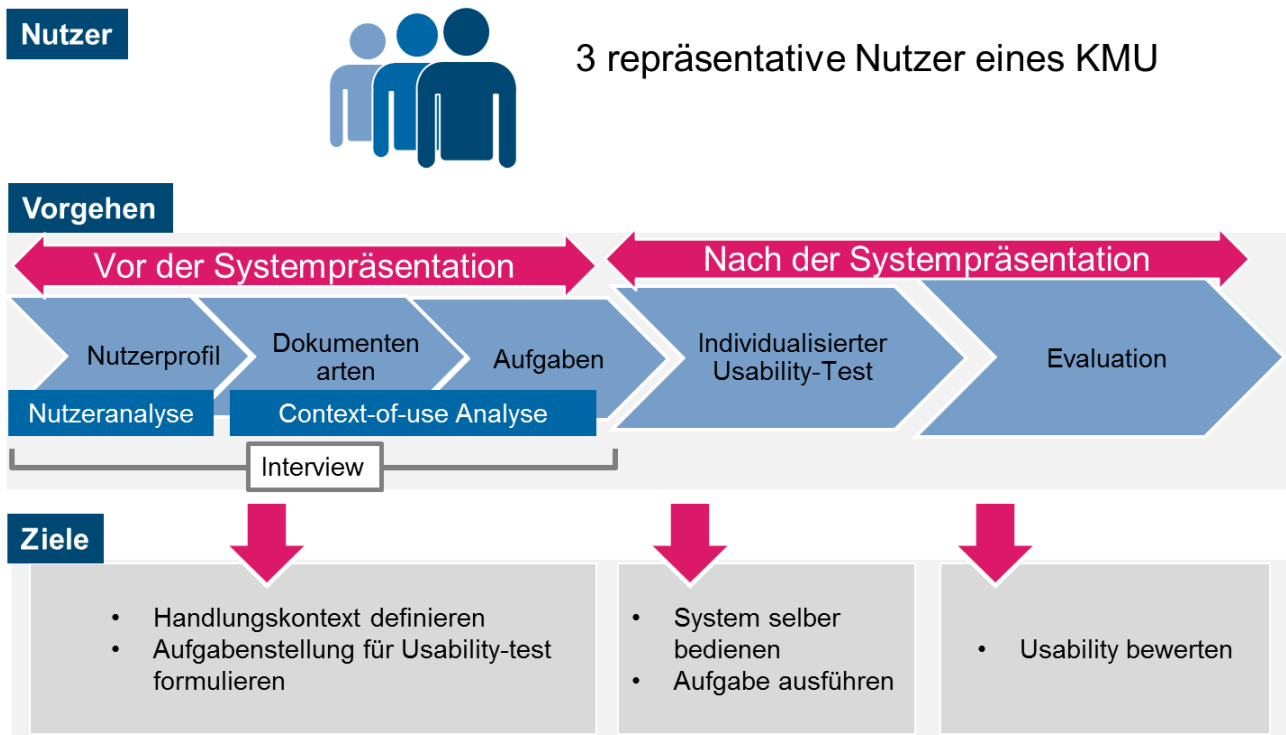 Nutzer
3 repräsentative Nutzer eines KMU
Vorgehen
Vor der Systempräsentation
Nach der Systempräsentation
Nutzerprofil
Dokumenten
arten
Aufgaben
Individualisierter
Usability-Test
Evaluation
Nutzeranalyse
Context-of-use Analyse
Interview
Ziele
• Handlungskontext definieren
• Aufgabenstellung für Usability-test
formulieren
• System selber
bedienen
• Aufgabe ausführen
• Usability bewerten